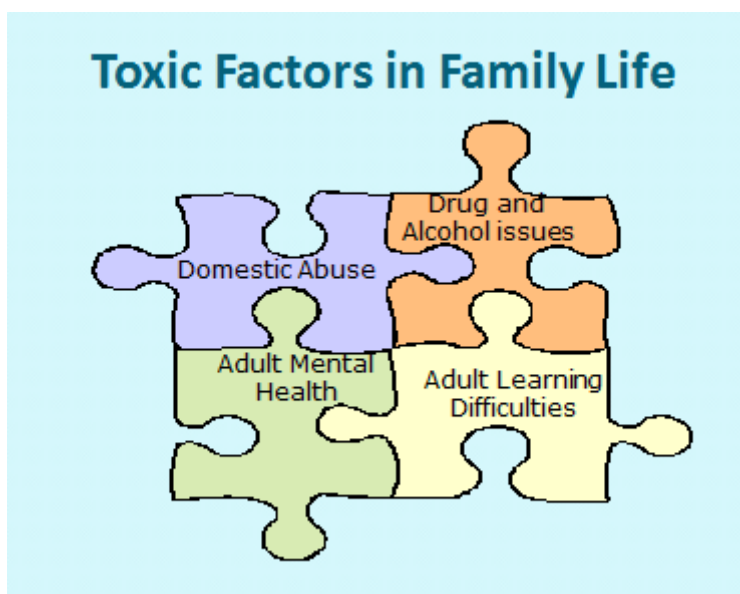 Toxic Factors in Family Life
Drug and
Alcohol issues
Domestic Abuse
Adult Mental
Health
Adult Learning
Difficulties